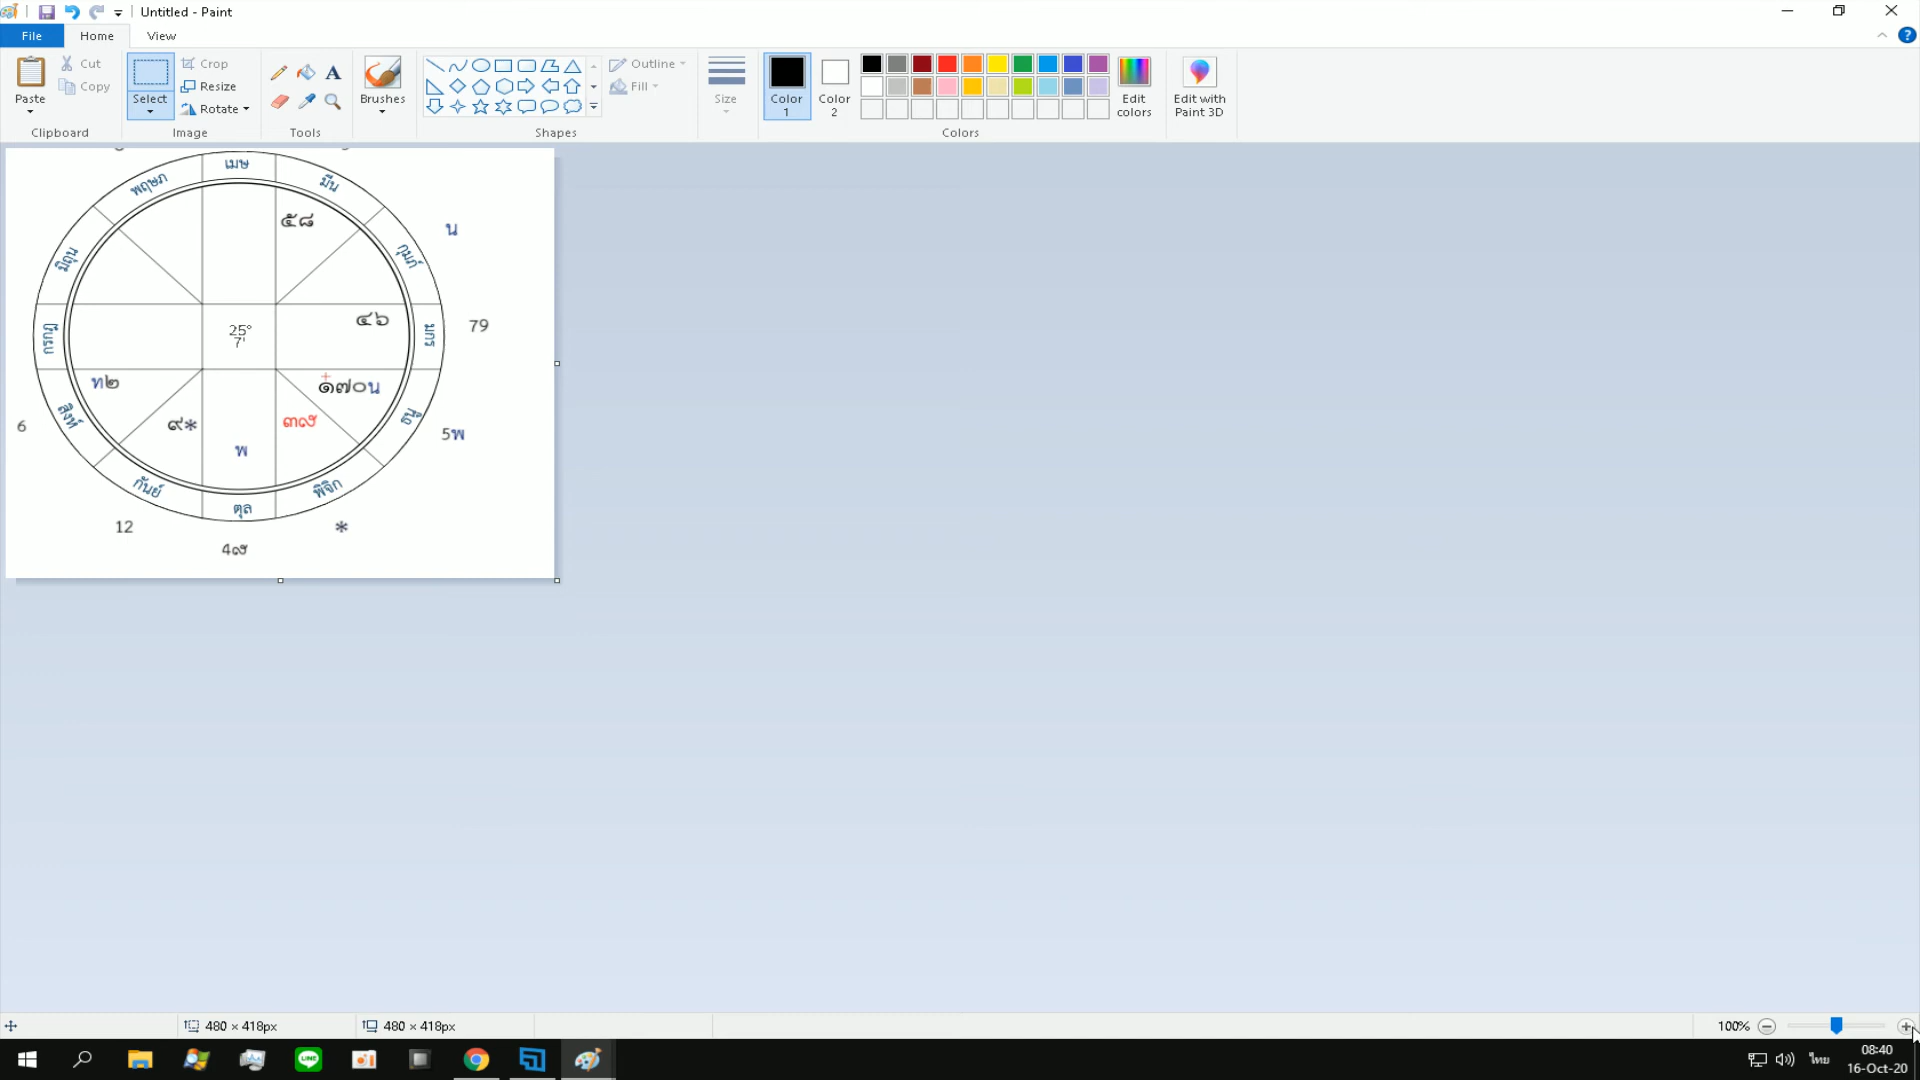 Untitled - Paint
File
Home
View
Paste
Cut
Copy
Clipboard
Select
Crop
Resize
Rotate
Image
Tools
Brushes
Shapes
Outline
Fill
Size
Color 1
Color 2
Edit colors
Colors
Edit with Paint 3D
เมษ
พฤษภ
มีน
๕๘
น
มิถุน
กุมภ์
๔๖
79
25°
7'
กรกฎ
มกร
ท๒
๑๗๐น
สิงห์
ธนู
6
๙*
๓๙
5พ
พ
กันย์
พิจิก
ตุล
12
*
480 × 418px
480 × 418px
100%
ไทย
08:40
16-Oct-20